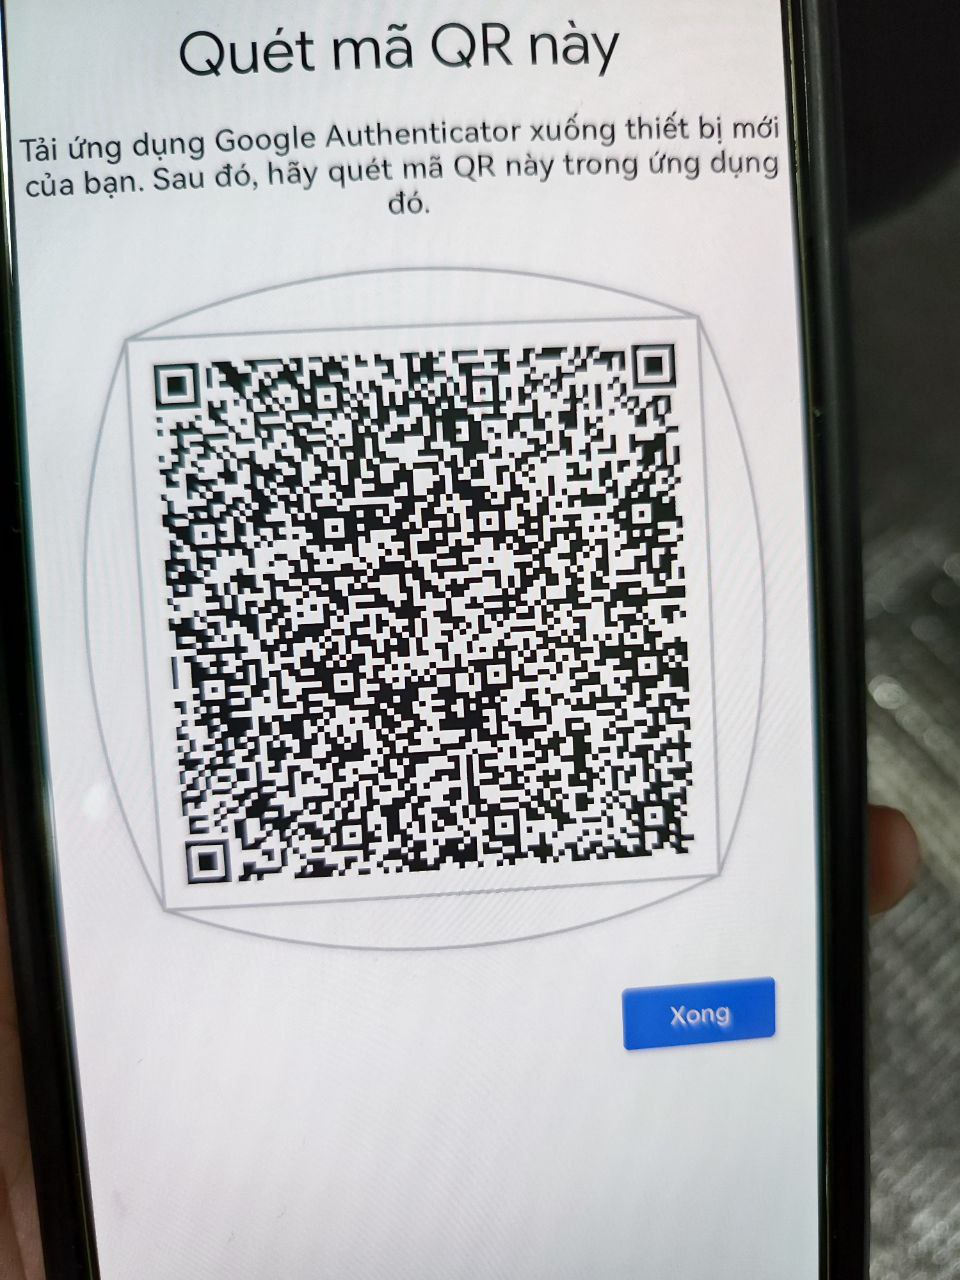 Quét mã QR này
Tải ứng dụng Google Authenticator xuống thiết bị mới
của bạn. Sau đó, hãy quét mã QR này trong ứng dụng
đó.
Xong